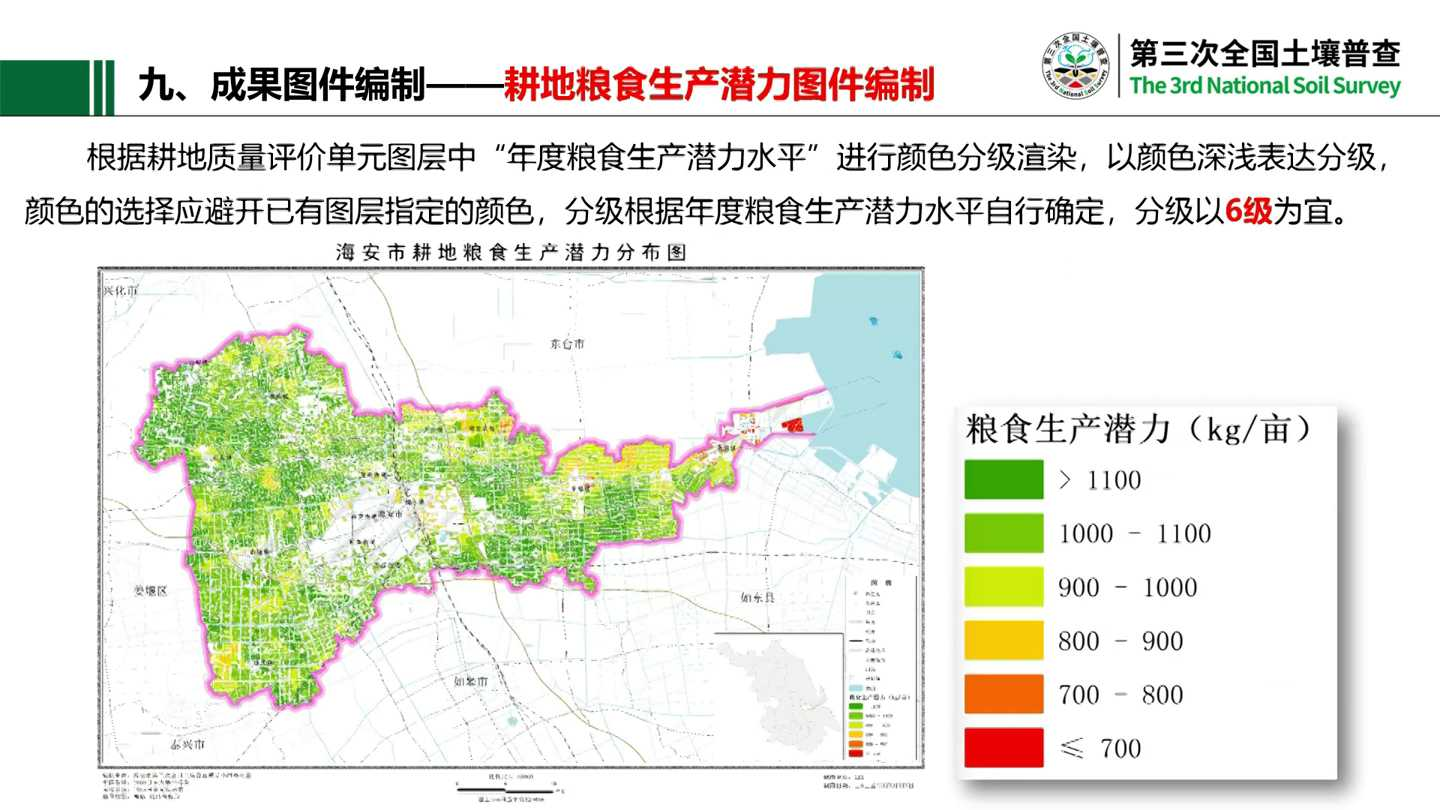 第三次全国土壤普查
The 3rd National Soil Survey
九、成果图件编制——耕地粮食生产潜力图件编制
根据耕地质量评价单元图层中“年度粮食生产潜力水平”进行颜色分级渲染，以颜色深浅表达分级，
颜色的选择应避开已有图层指定的颜色，分级根据年度粮食生产潜力水平自行确定，分级以6级为宜。
海安市耕地粮食生产潜力分布图
兴化市
东台市
海安市
姜堰区
如东县
如皋市
泰兴市
图例
粮食生产潜力（kg/亩）
> 1100
1000 - 1100
900 - 1000
800 - 900
700 - 800
≤ 700